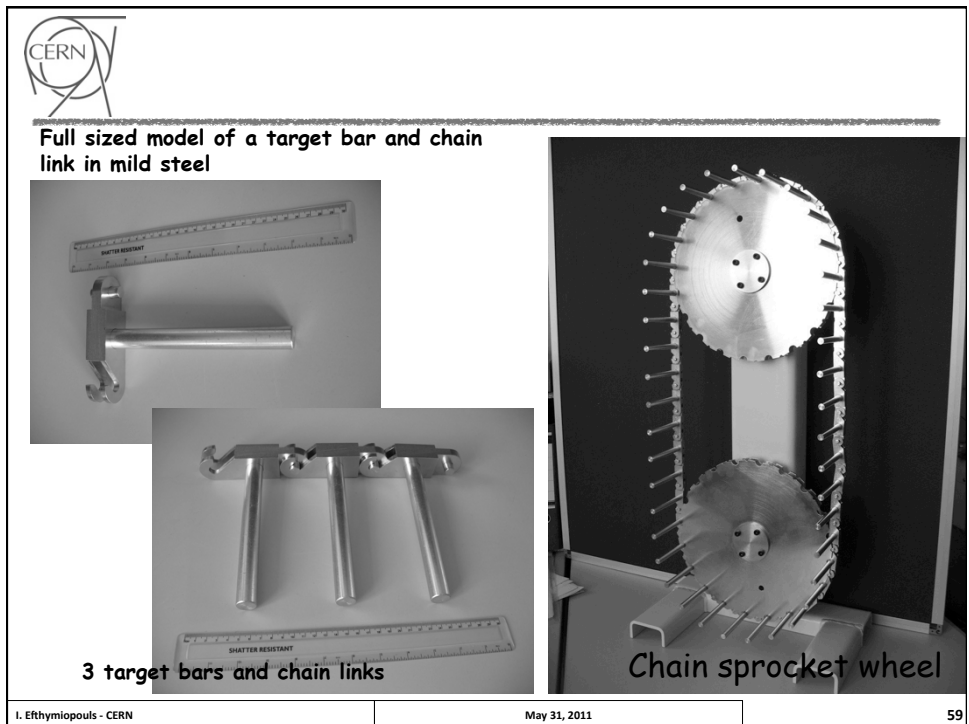 CERN
Full sized model of a target bar and chain
link in mild steel
SHATTER RESISTANT
SHATTER RESISTANT
3 target bars and chain links
Chain sprocket wheel
I. Efthymiopouls - CERN
May 31, 2011
59